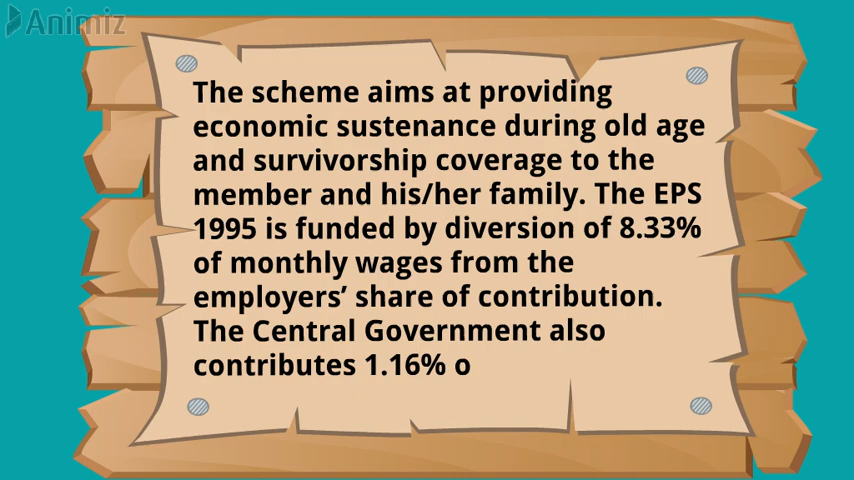 Animiz
The scheme aims at providing
economic sustenance during old age
and survivorship coverage to the
member and his/her family. The EPS
1995 is funded by diversion of 8.33%
of monthly wages from the
employers’ share of contribution.
The Central Government also
contributes 1.16% o